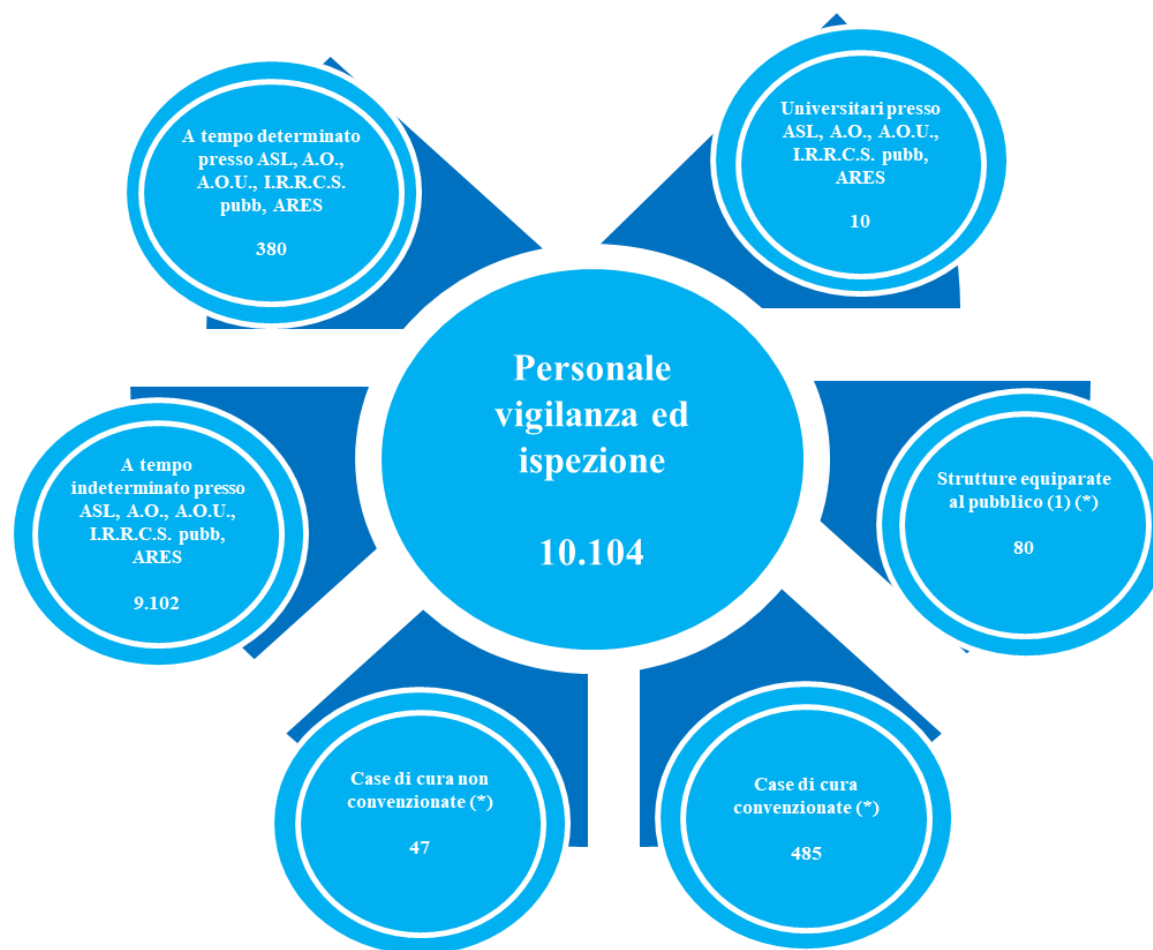 A tempo determinato
presso ASL, A.O.,
A.O.U., I.R.R.C.S.
pubb, ARES
380
Universitari presso
ASL, A.O., A.O.U.,
I.R.R.C.S. pubb,
ARES
10
Personale
vigilanza ed
ispezione
10.104
A tempo
indeterminato presso
ASL, A.O., A.O.U.,
I.R.R.C.S. pubb,
ARES
9.102
Strutture equiparate
al pubblico (1) (*)
80
Case di cura non
convenzionate (*)
47
Case di cura
convenzionate (*)
485